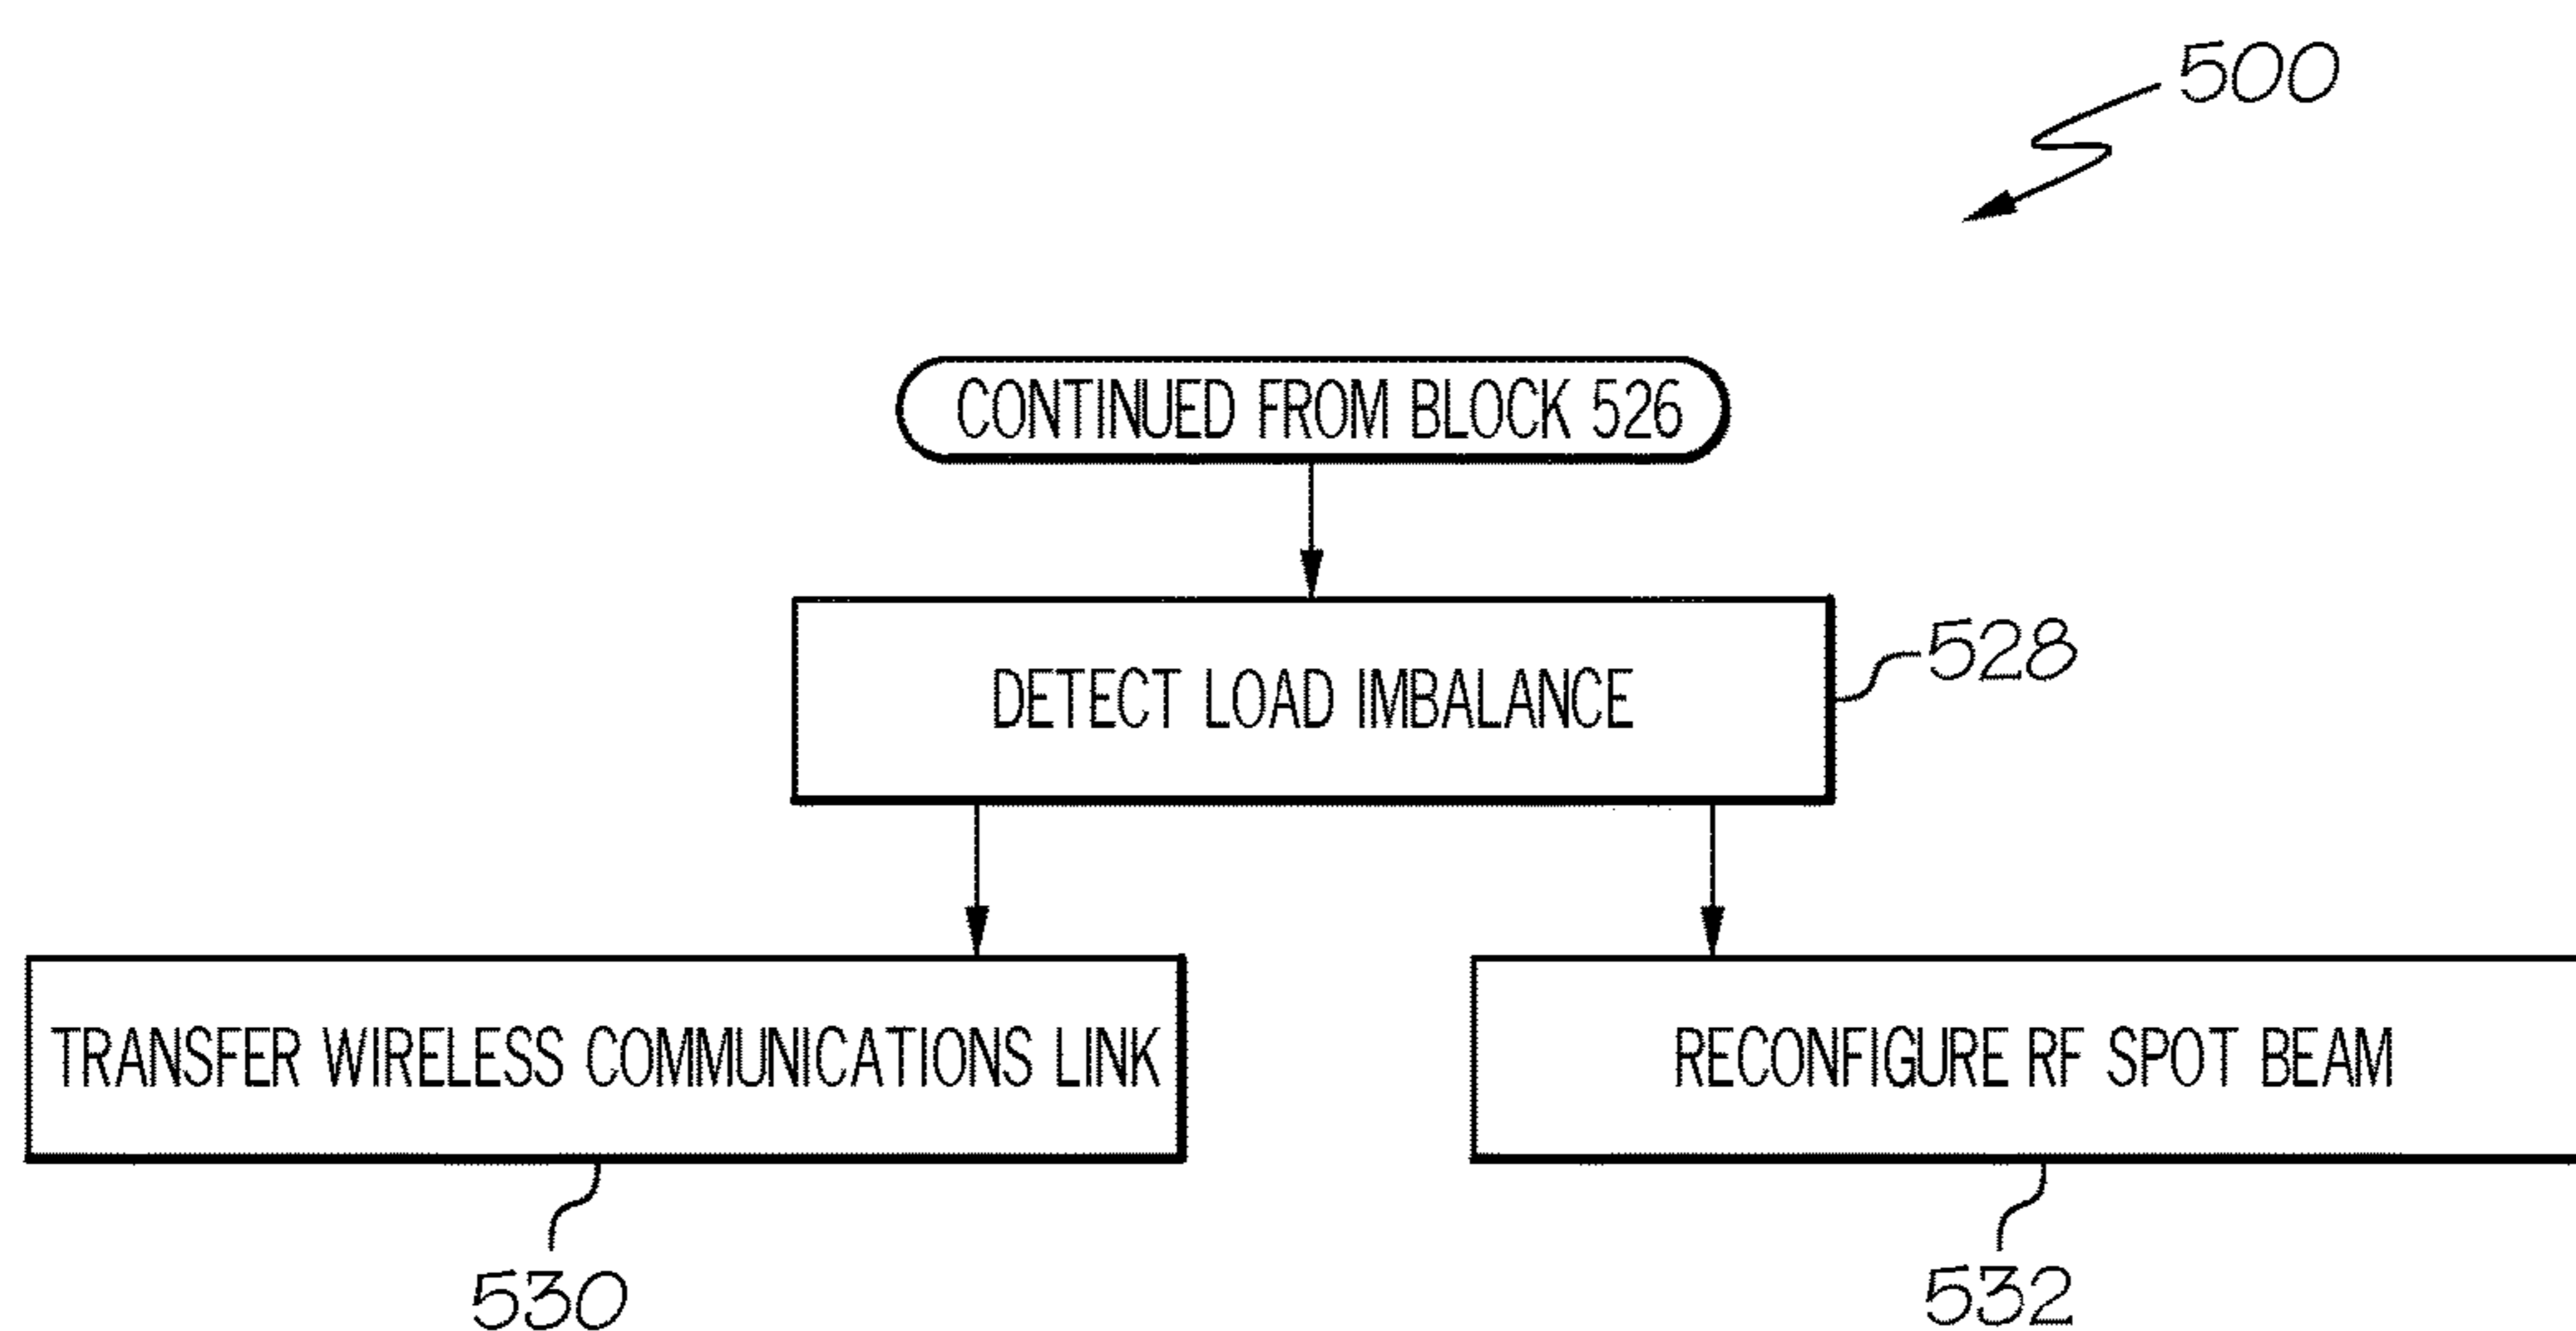 500
CONTINUED FROM BLOCK 526
DETECT LOAD IMBALANCE
528
TRANSFER WIRELESS COMMUNICATIONS LINK
RECONFIGURE RF SPOT BEAM
530
532